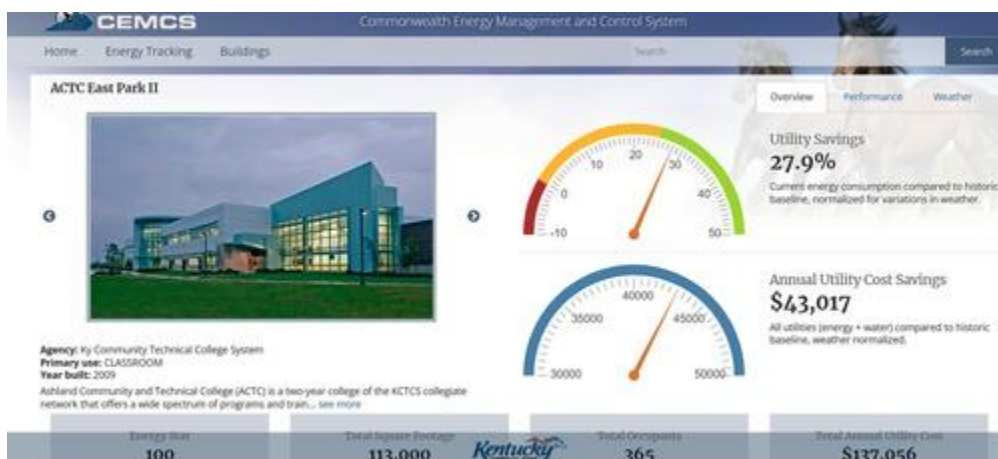 CEMCS
Commonwealth Energy Management and Control System
Home Energy Tracking Buildings Search Search
ACTC East Park II
Overview Performance Weather
-10 0 10 20 30 40 50
Utility Savings
27.9%
Current energy consumption compared to historic
baseline, normalized for variations in weather.
30000 35000 40000 45000 50000
Annual Utility Cost Savings
$43,017
All utilities (energy + water) compared to historic
baseline, weather normalized.
Agency: Ky Community Technical College System
Primary use: CLASSROOM
Year built: 2009
Ashland Community and Technical College (ACTC) is a two-year college of the KCTCS collegiate
network that offers a wide spectrum of programs and train... see more
Energy Star Total Square Footage Total Occupants Total Annual Utility Cost
100 113,000 365 $137,056
Kentucky